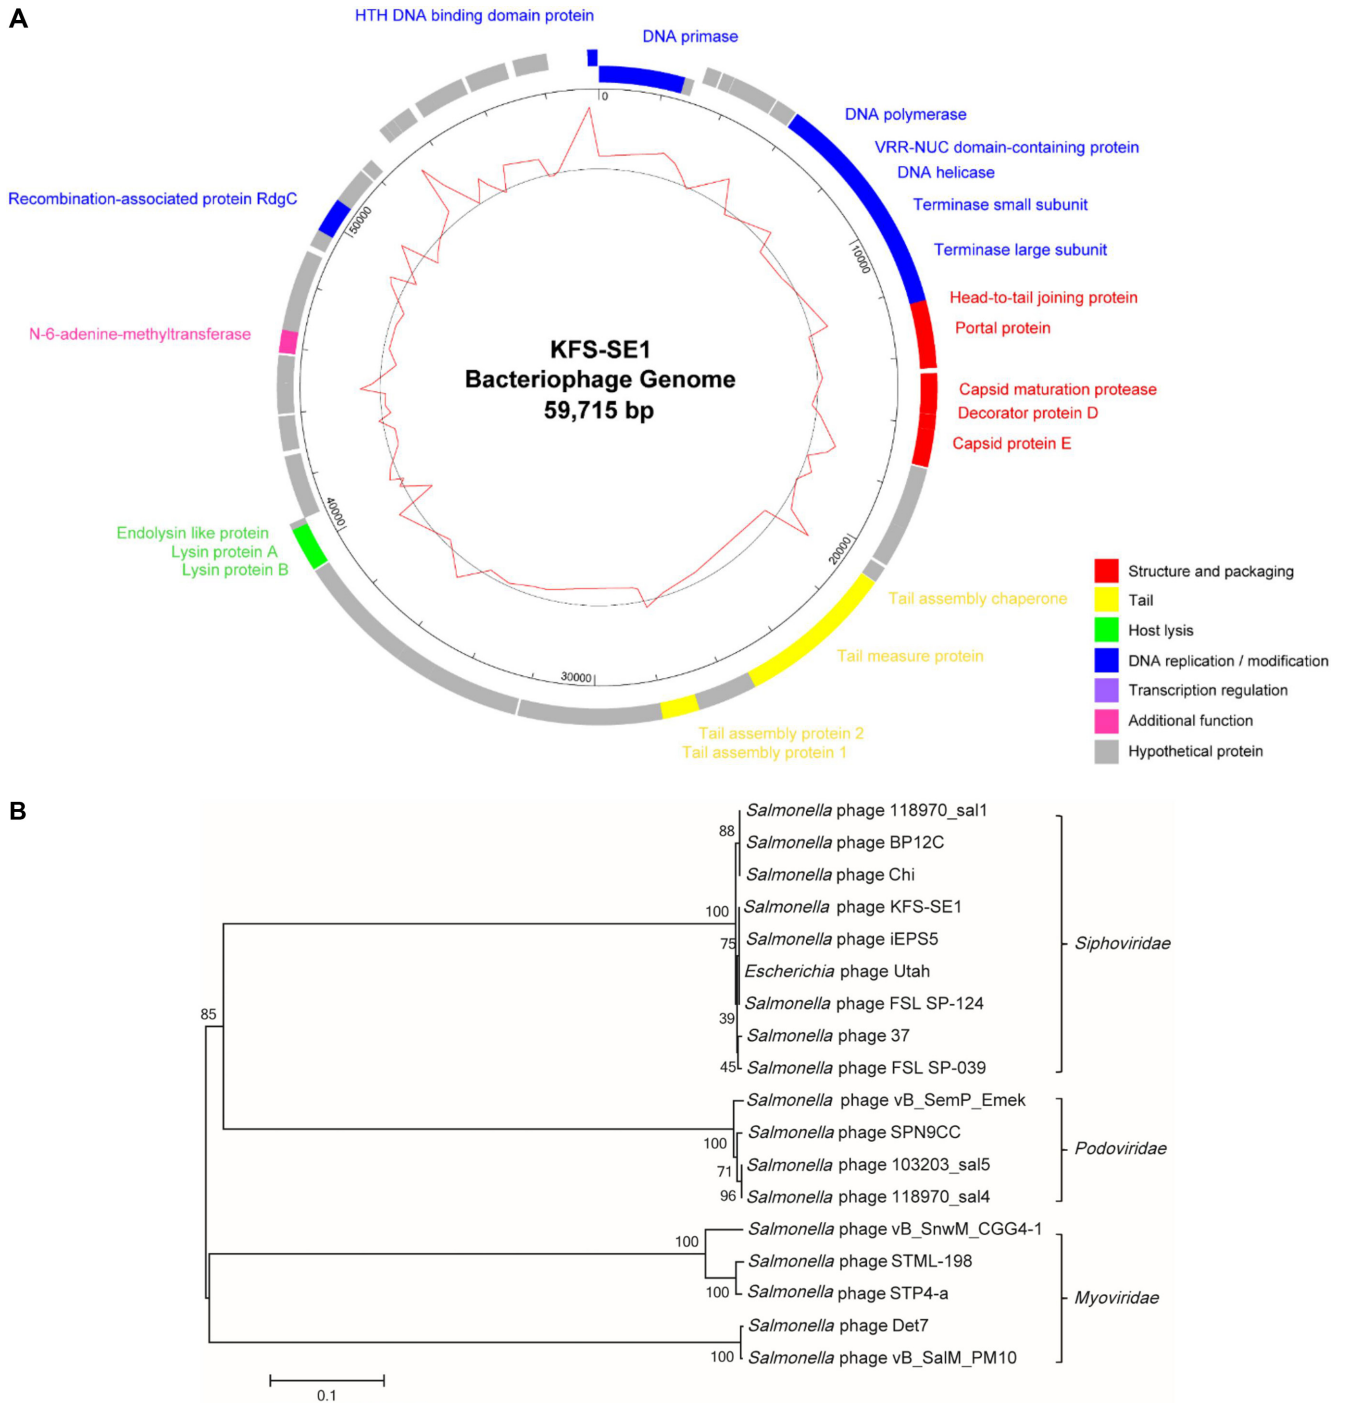 A
HTH DNA binding domain protein
DNA primase
DNA polymerase
VRR-NUC domain-containing protein
DNA helicase
Terminase small subunit
Terminase large subunit
Head-to-tail joining protein
Portal protein
Capsid maturation protease
Decorator protein D
Capsid protein E
Tail assembly chaperone
Tail measure protein
Tail assembly protein 2
Tail assembly protein 1
Recombination-associated protein RdgC
N-6-adenine-methyltransferase
Endolysin like protein
Lysin protein A
Lysin protein B
0
10000
20000
30000
40000
50000
KFS-SE1
Bacteriophage Genome
59,715 bp
Structure and packaging
Tail
Host lysis
DNA replication / modification
Transcription regulation
Additional function
Hypothetical protein
B
Salmonella phage 118970_sal1
88
Salmonella phage BP12C
Salmonella phage Chi
100
Salmonella phage KFS-SE1
75
Salmonella phage iEPS5
Siphoviridae
Escherichia phage Utah
Salmonella phage FSL SP-124
85
39
Salmonella phage 37
45
Salmonella phage FSL SP-039
Salmonella phage vB_SemP_Emek
Salmonella phage SPN9CC
100
Podoviridae
Salmonella phage 103203_sal5
71
96
Salmonella phage 118970_sal4
Salmonella phage vB_SnwM_CGG4-1
100
Salmonella phage STML-198
100
Salmonella phage STP4-a
Myoviridae
Salmonella phage Det7
100
Salmonella phage vB_SalM_PM10
0.1